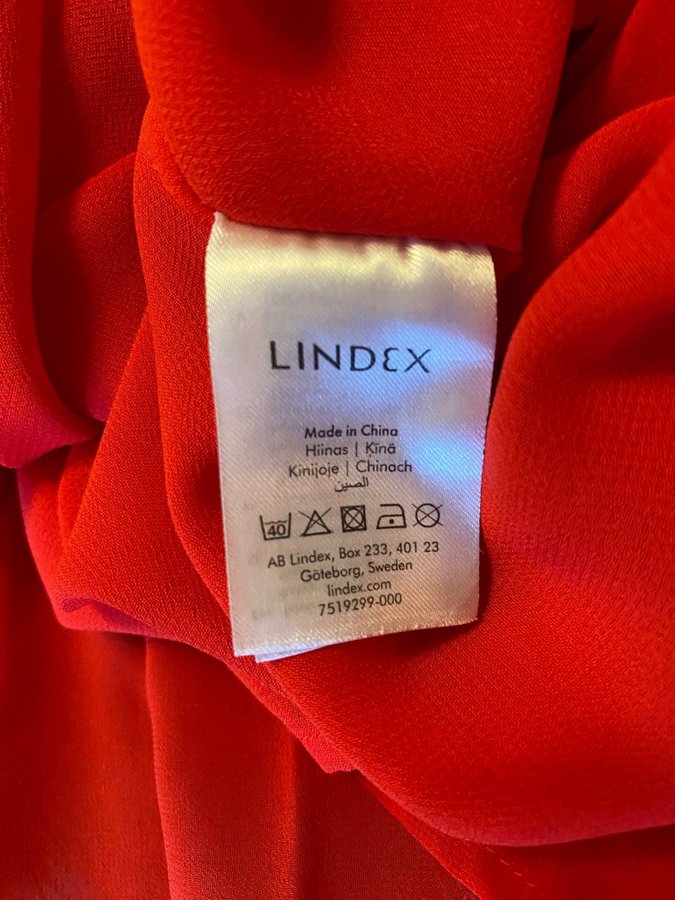 LINDEX
Made in China
Hiinas | Ķīnā
Kinijoje | Chinach
الصين
40
AB Lindex, Box 233, 401 23
Göteborg, Sweden
lindex.com
7519299-000